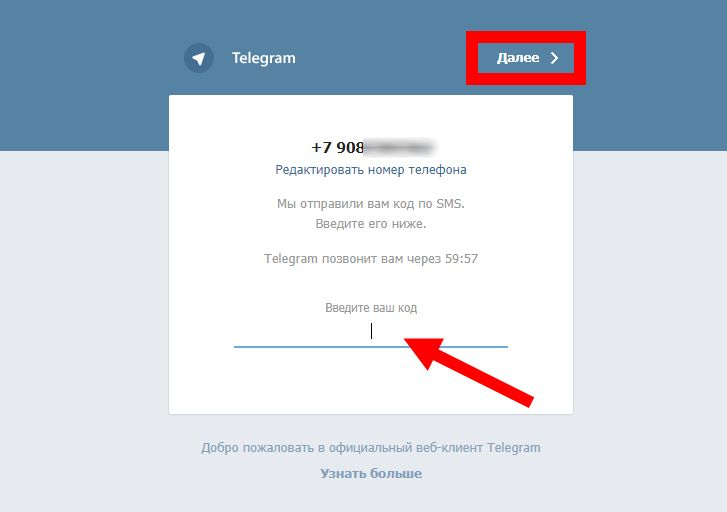 Telegram
Далее
+7 908
Редактировать номер телефона
Мы отправили вам код по SMS.
Введите его ниже.
Telegram позвонит вам через 59:57
Введите ваш код
Добро пожаловать в официальный веб-клиент Telegram
Узнать больше